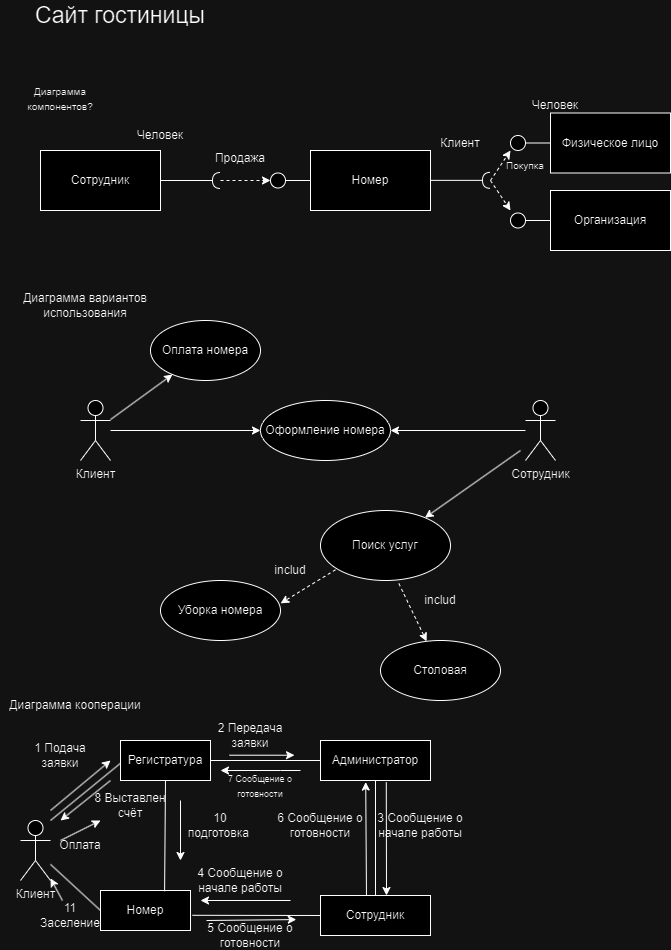 Сайт гостиницы
Диаграмма
компонентов?
Человек
Человек
Сотрудник
Продажа
Номер
Клиент
Покупка
Физическое лицо
Организация
Диаграмма вариантов
использования
Оплата номера
Оформление номера
Клиент
Сотрудник
Поиск услуг
includ
includ
Уборка номера
Столовая
Диаграмма кооперации
1 Подача
заявки
Регистратура
2 Передача
заявки
Администратор
7 Сообщение о
готовности
8 Выставлен
счёт
10
подготовка
6 Сообщение о
готовности
3 Сообщение о
начале работы
Оплата
Клиент
4 Сообщение о
начале работы
11
Заселение
Номер
Сотрудник
5 Сообщение о
готовности